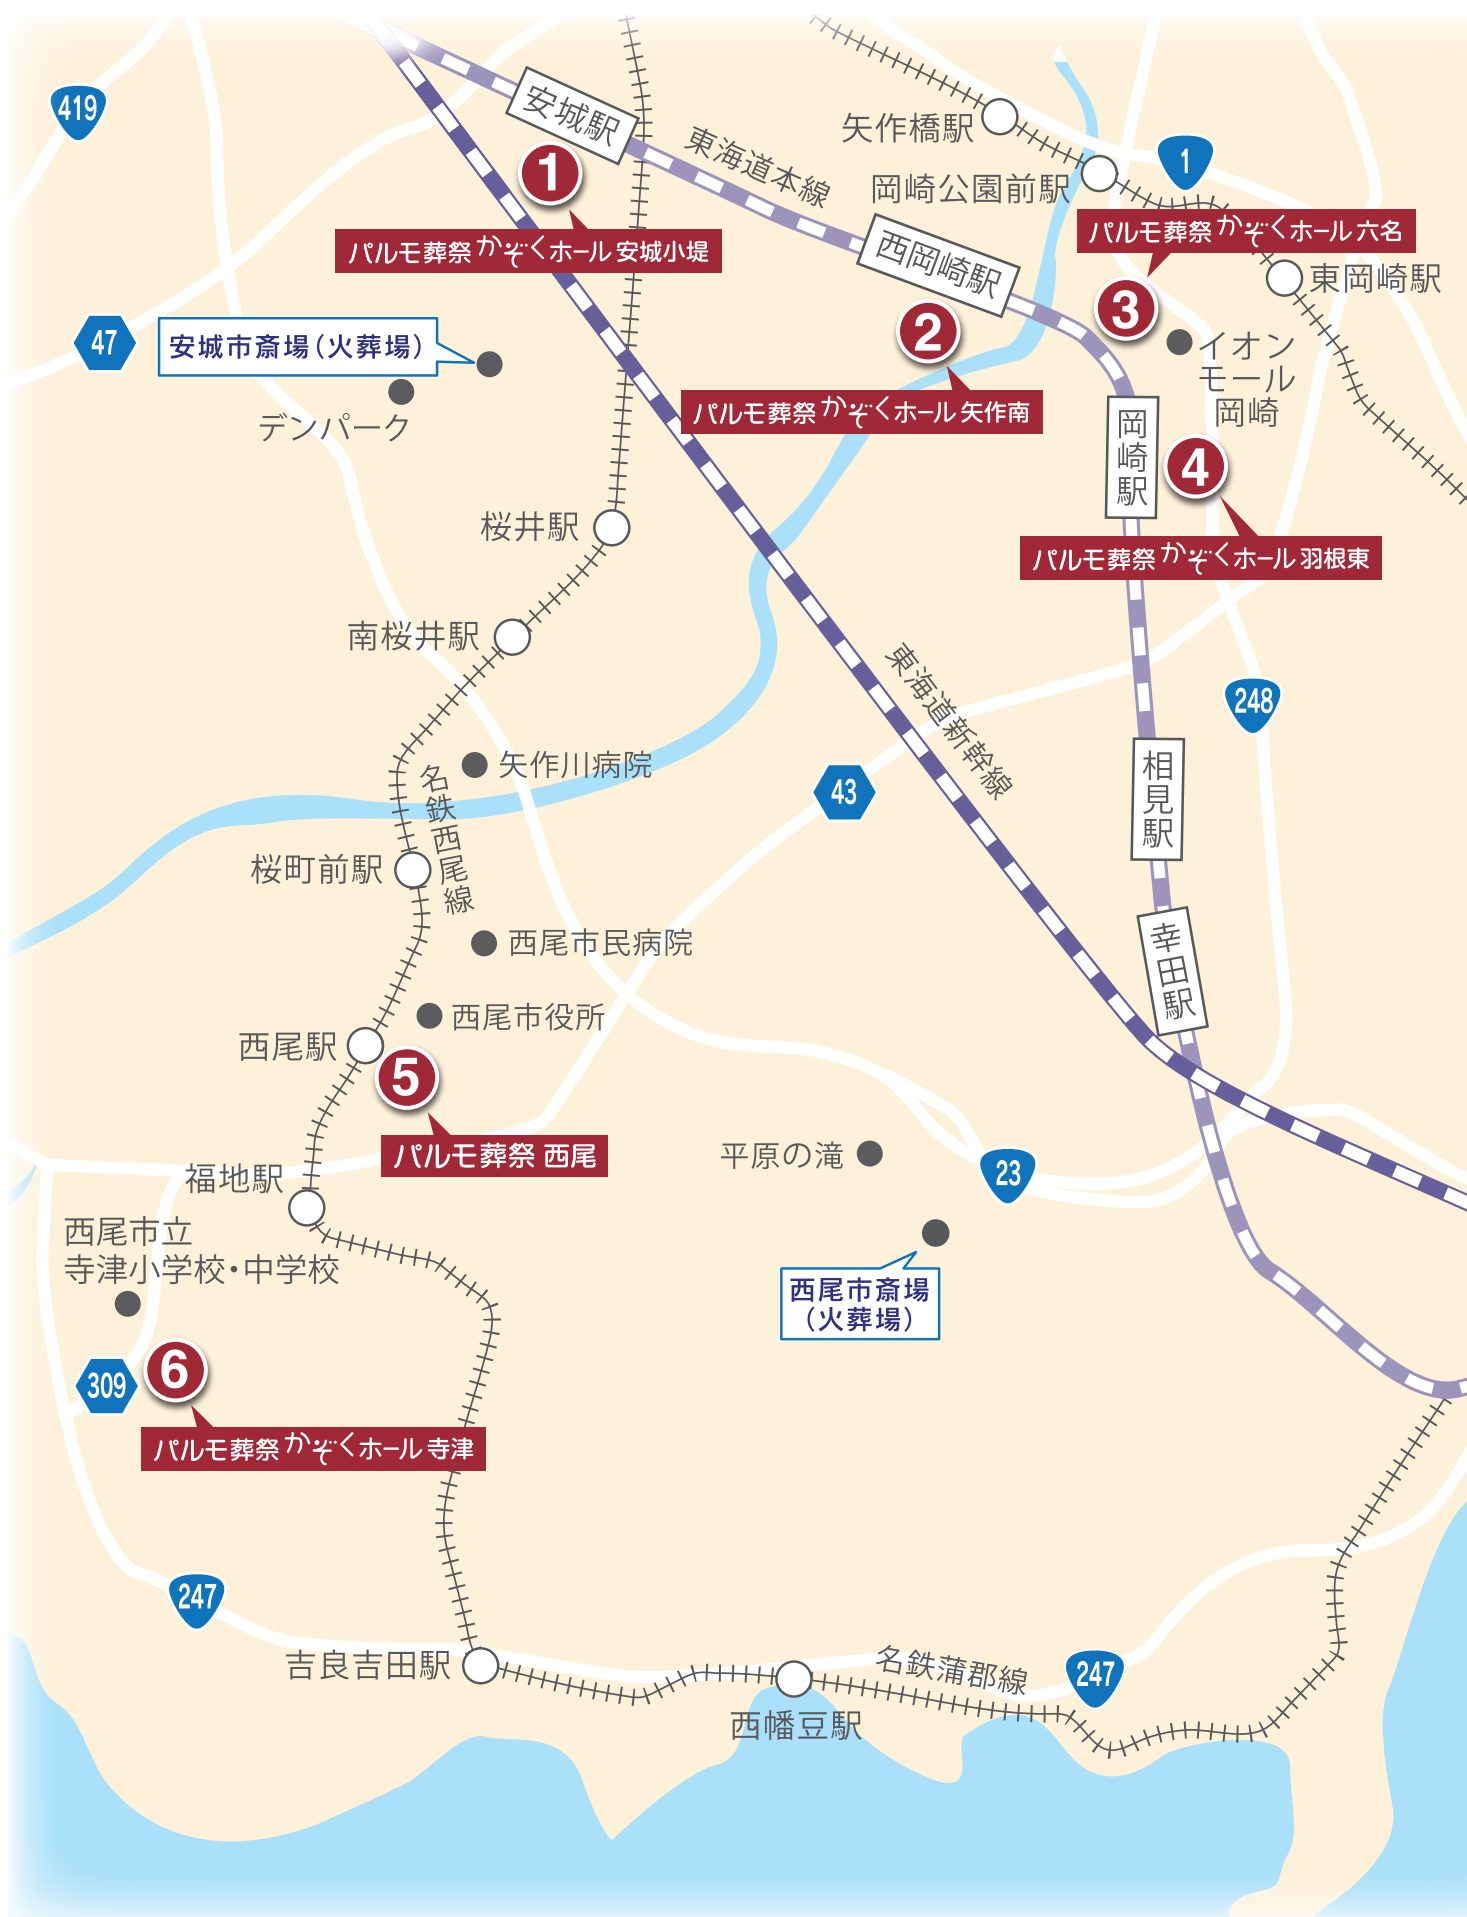 419
安城駅
1
東海道本線
矢作橋駅
岡崎公園前駅
1
パルモ葬祭 かぞくホール 安城小堤
西岡崎駅
パルモ葬祭 かぞくホール 六名
東岡崎駅
2
3
47
安城市斎場(火葬場)
イオン
モール
岡崎
デンパーク
パルモ葬祭 かぞくホール 矢作南
岡崎駅
4
桜井駅
パルモ葬祭 かぞくホール 羽根東
南桜井駅
東海道新幹線
248
矢作川病院
名鉄西尾線
43
相見駅
桜町前駅
西尾市民病院
幸田駅
西尾市役所
西尾駅
5
パルモ葬祭 西尾
平原の滝
23
福地駅
西尾市立
寺津小学校・中学校
西尾市斎場
(火葬場)
309
6
パルモ葬祭 かぞくホール 寺津
247
吉良吉田駅
名鉄蒲郡線
247
西幡豆駅